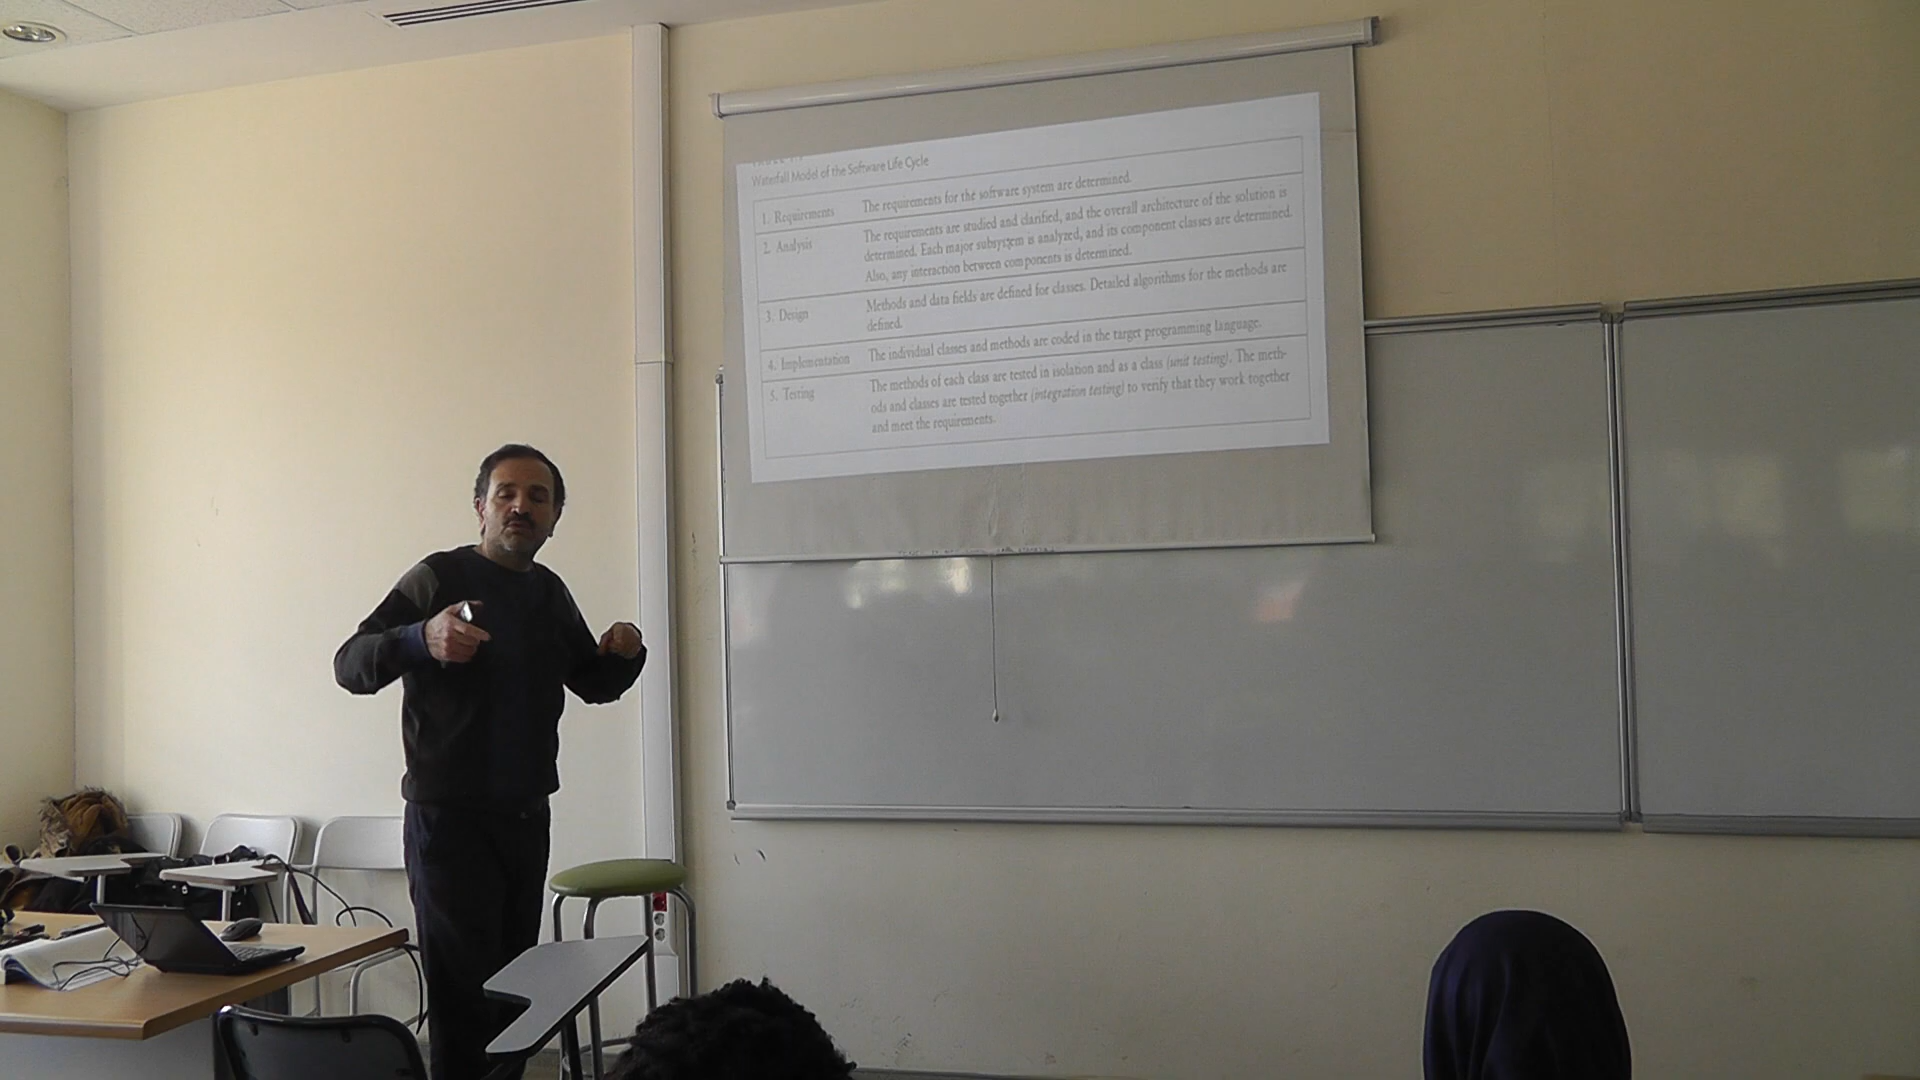 Waterfall Model of the Software Life Cycle
1. Requirements The requirements for the software system are determined.
2. Analysis The requirements are studied and clarified, and the overall architecture of the solution is
determined. Each major subsystem is analyzed, and its component classes are determined.
Also, any interaction between components is determined.
3. Design Methods and data fields are defined for classes. Detailed algorithms for the methods are
defined.
4. Implementation The individual classes and methods are coded in the target programming language.
5. Testing The methods of each class are tested in isolation and as a class (unit testing). The meth-
ods and classes are tested together (integration testing) to verify that they work together
and meet the requirements.